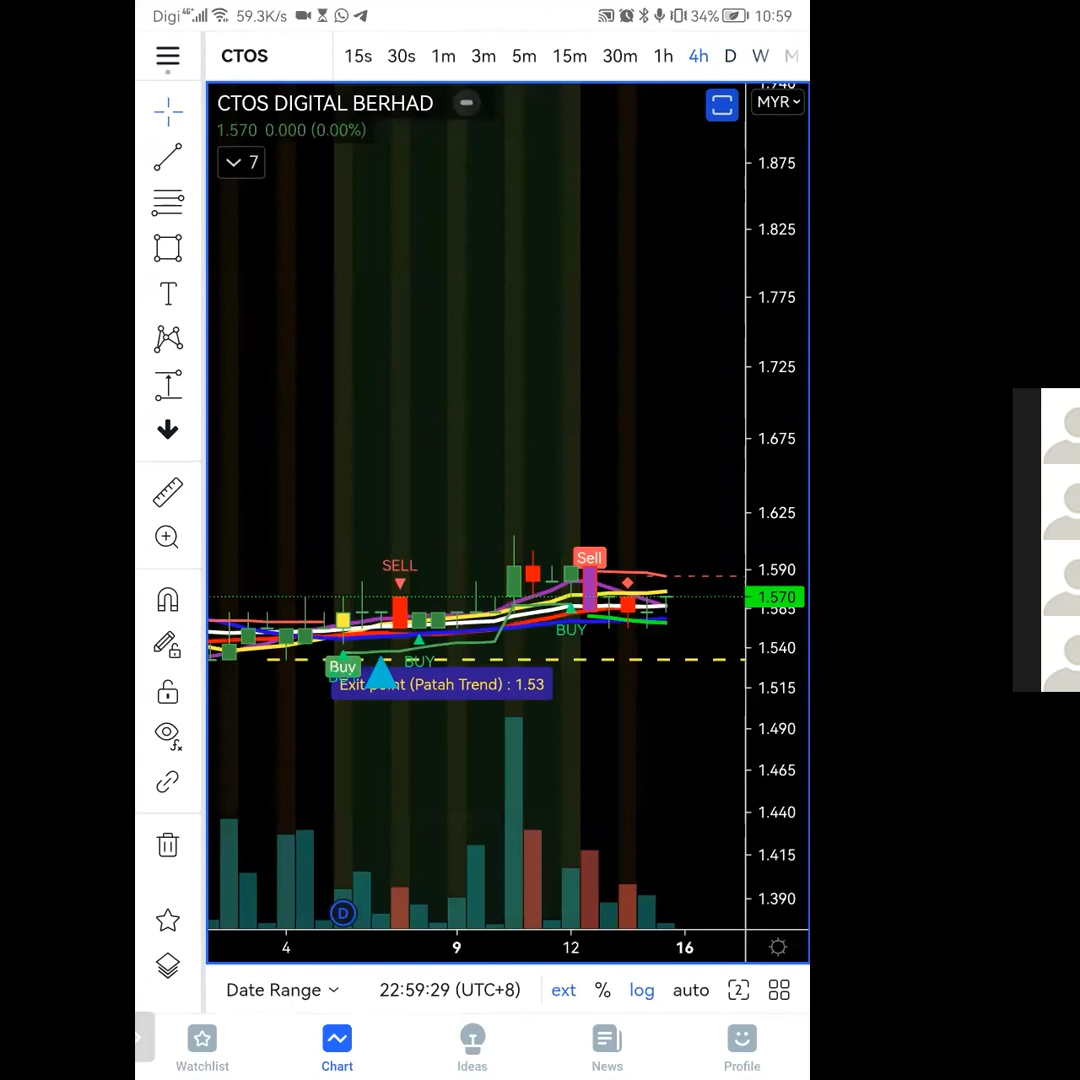 Digi 4G 59.3K/s 34% 10:59
CTOS 15s 30s 1m 3m 5m 15m 30m 1h 4h D W M
CTOS DIGITAL BERHAD
1.570 0.000 (0.00%)
7
MYR
1.940
1.875
1.825
1.775
1.725
1.675
1.625
1.590
1.570
1.565
1.540
1.515
1.490
1.465
1.440
1.415
1.390
SELL
Sell
BUY
BUY
Buy
Exit point (Patah Trend) : 1.53
D
4 9 12 16
Date Range 22:59:29 (UTC+8) ext % log auto 2
Watchlist Chart Ideas News Profile